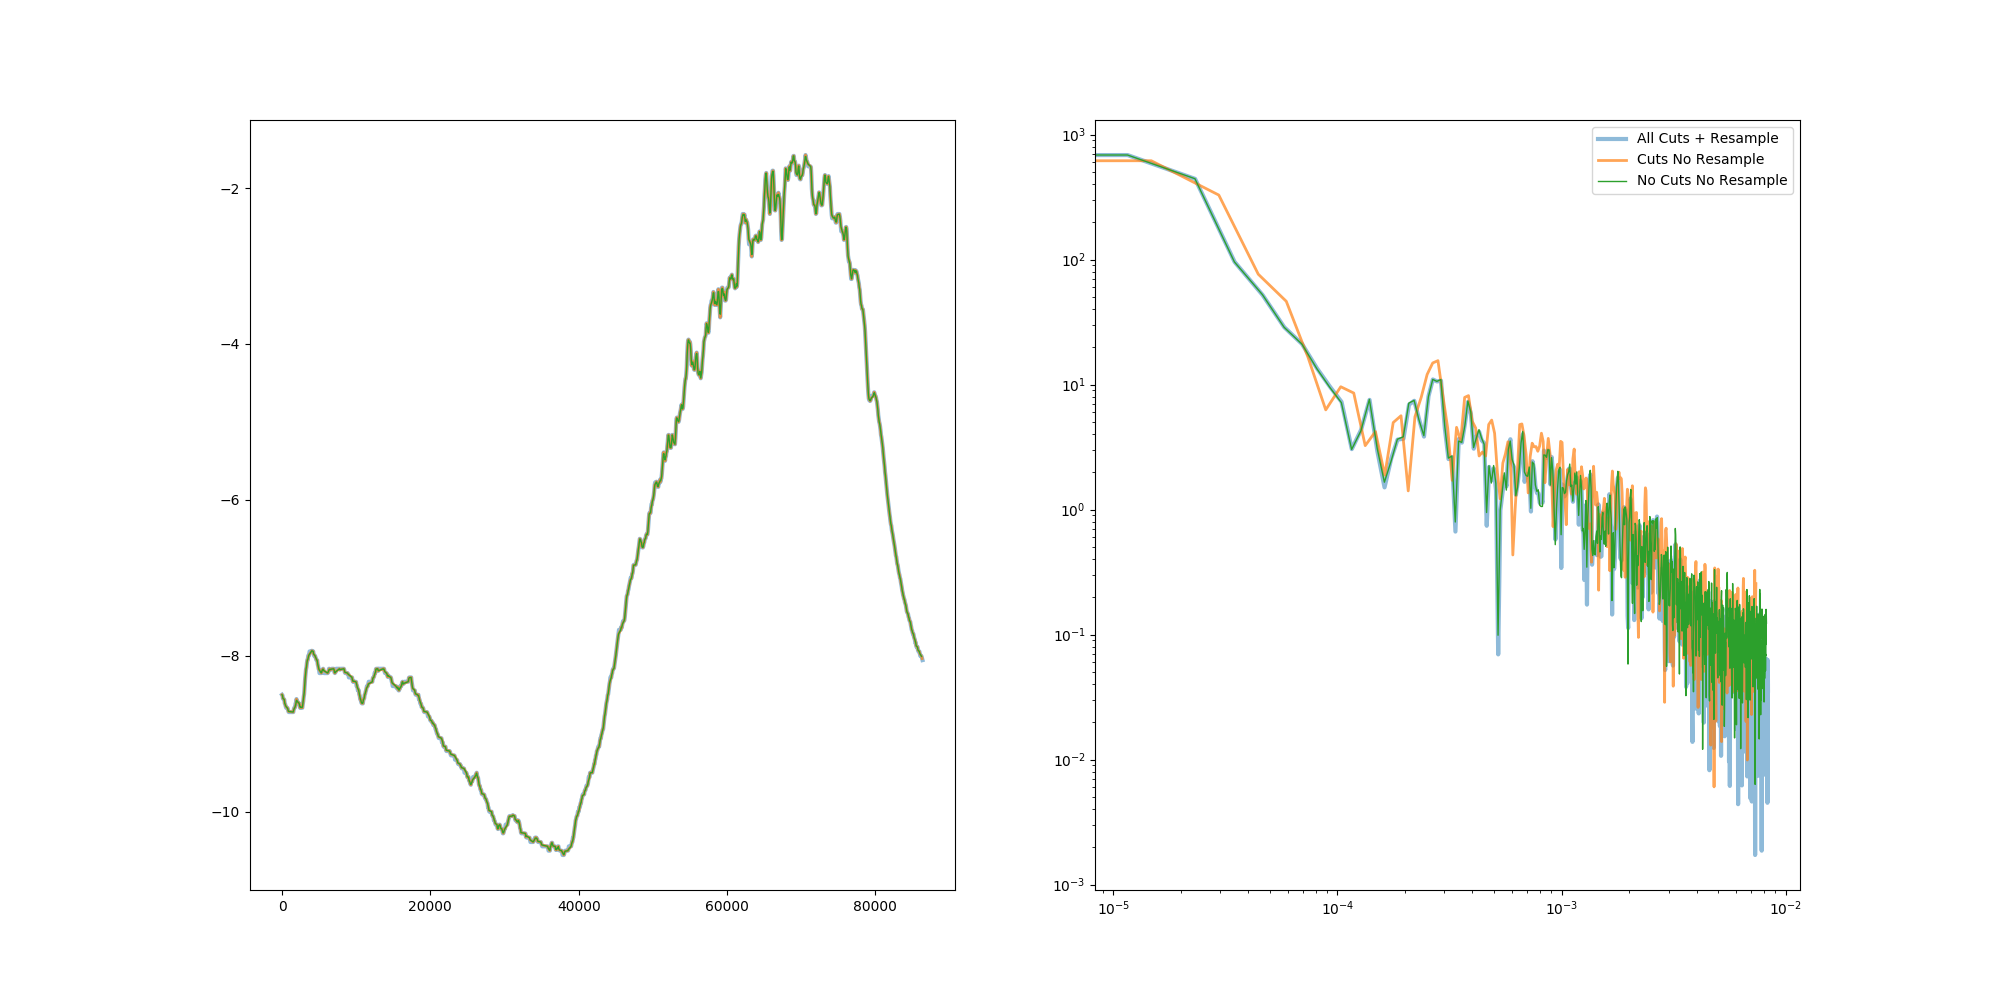 −2
−4
−6
−8
−10
0 20000 40000 60000 80000
10³
10²
10¹
10⁰
10⁻¹
10⁻²
10⁻³
10⁻⁵ 10⁻⁴ 10⁻³ 10⁻²
All Cuts + Resample
Cuts No Resample
No Cuts No Resample